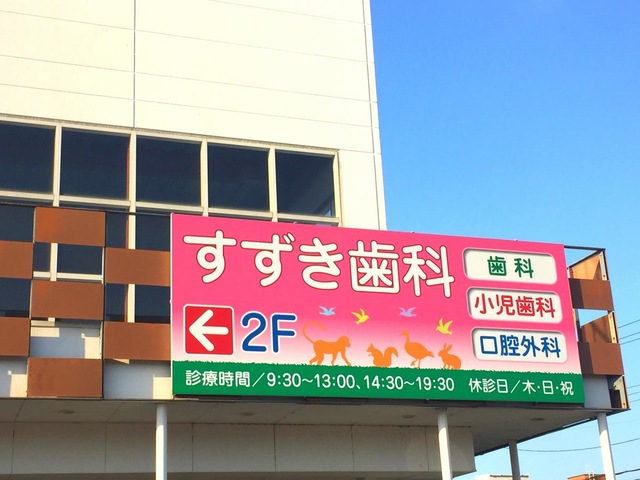 すずき歯科
歯科
小児歯科
口腔外科
2F
診療時間／9:30〜13:00、14:30〜19:30 休診日／木・日・祝